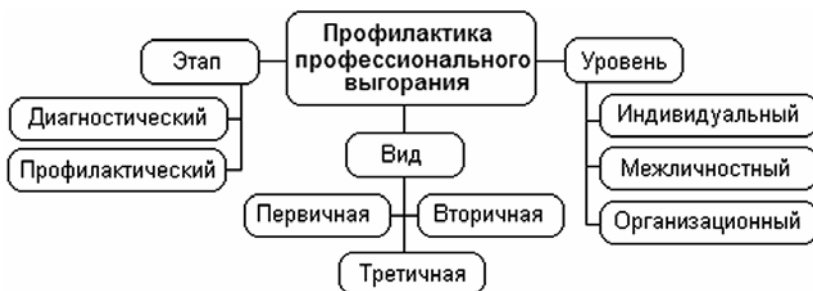 Профилактика
профессионального
выгорания
Этап
Диагностический
Профилактический
Вид
Первичная
Вторичная
Третичная
Уровень
Индивидуальный
Межличностный
Организационный